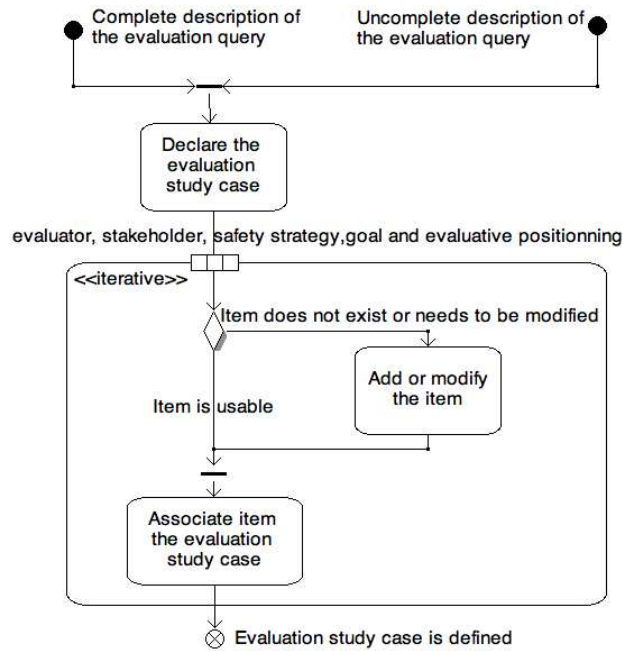 Complete description of
the evaluation query
Uncomplete description of
the evaluation query
Declare the
evaluation
study case
evaluator, stakeholder, safety strategy,goal and evaluative positionning
<<iterative>>
Item does not exist or needs to be modified
Add or modify
the item
Item is usable
Associate item
the evaluation
study case
Evaluation study case is defined